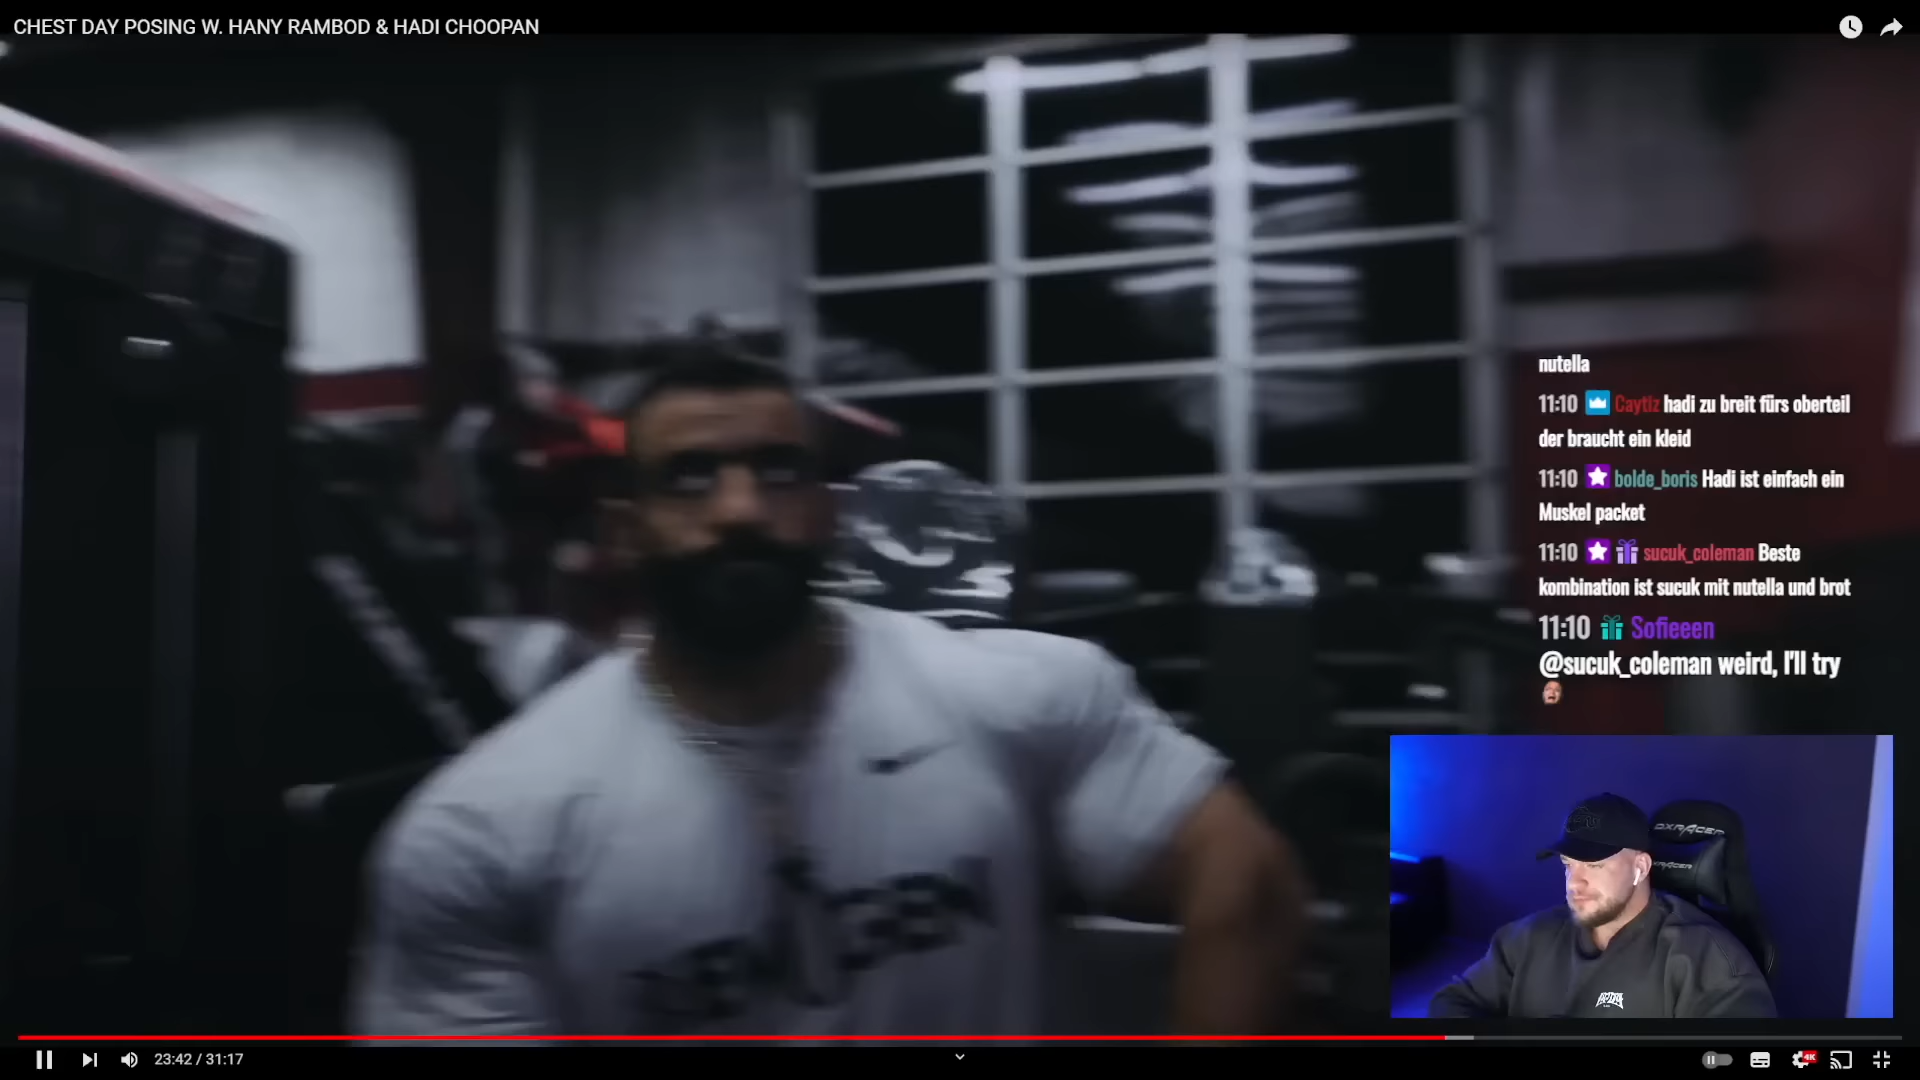 CHEST DAY POSING W. HANY RAMBOD & HADI CHOOPAN
nutella
11:10 Caytiz hadi zu breit fürs oberteil
der braucht ein kleid
11:10 bolde_boris Hadi ist einfach ein
Muskel packet
11:10 sucuk_coleman Beste
kombination ist sucuk mit nutella und brot
11:10 Sofieeen
@sucuk_coleman weird, I'll try
DXRACER
23:42 / 31:17
4K